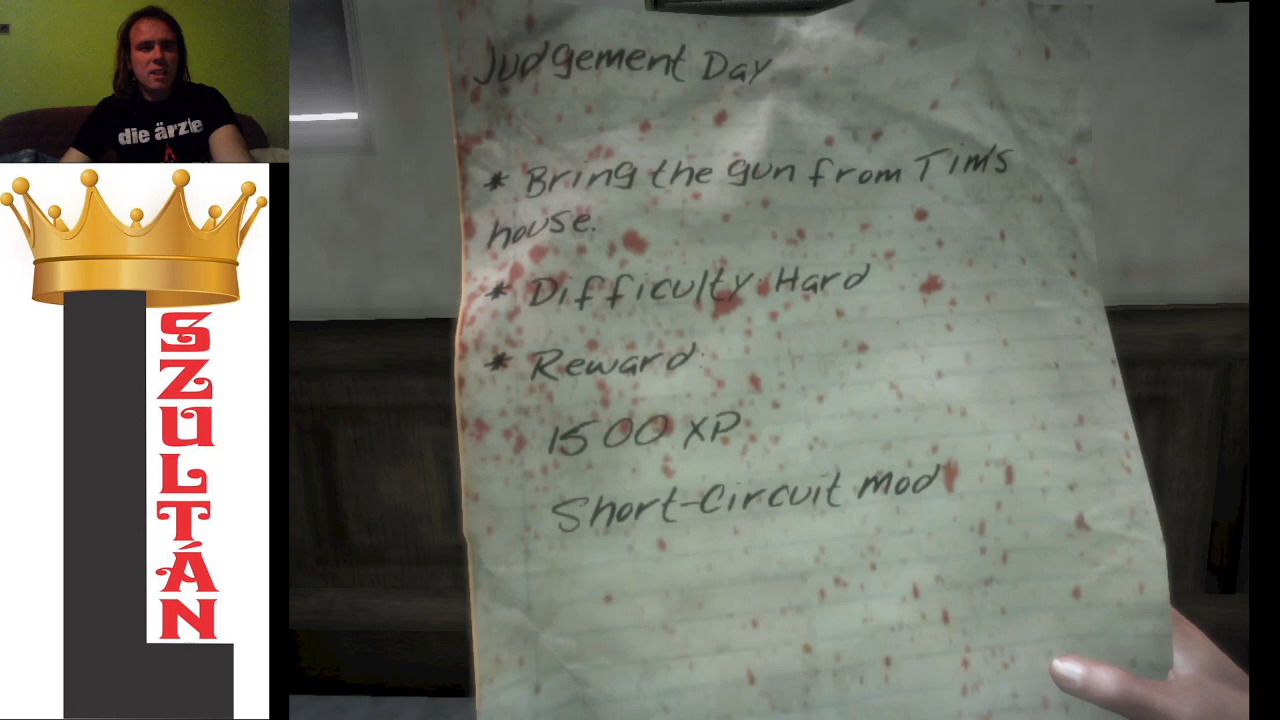 die ärzte
L
SZULTÁN
Judgement Day
* Bring the gun from Tim's
house.
* Difficulty Hard
* Reward
1500 XP
Short-Circuit mod